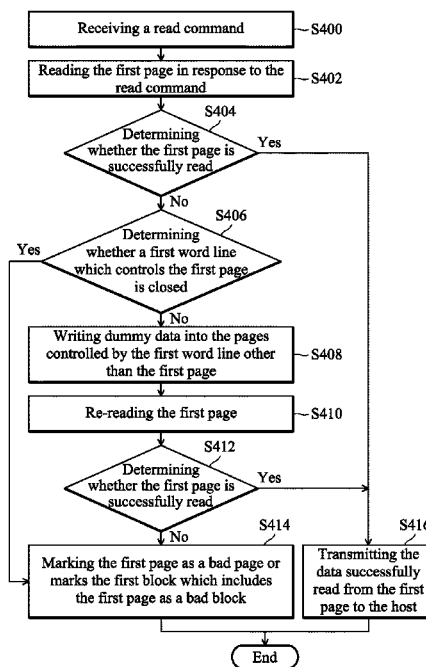 Receiving a read command
S400
Reading the first page in response to the
read command
S402
S404
Determining
whether the first page is
successfully read
Yes
No
S406
Determining
whether a first word line
which controls the first page
is closed
Yes
No
Writing dummy data into the pages
controlled by the first word line other
than the first page
S408
Re-reading the first page
S410
S412
Determining
whether the first page is
successfully read
Yes
No
S414
Marking the first page as a bad page or
marks the first block which includes
the first page as a bad block
S416
Transmitting the
data successfully
read from the first
page to the host
End